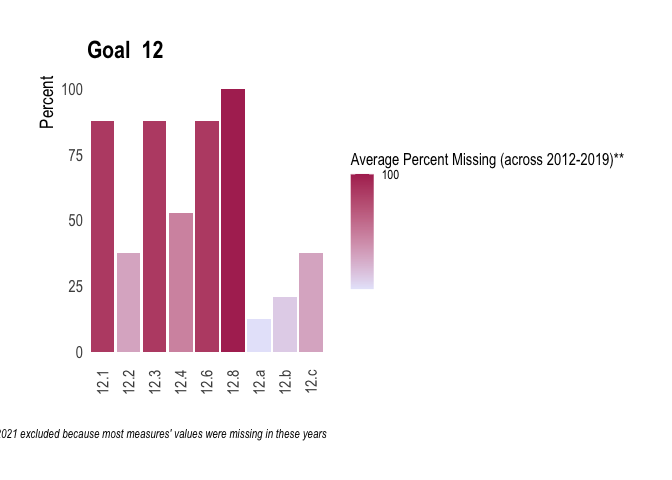 Goal 12
Percent
100
75
50
25
0
12.1 12.2 12.3 12.4 12.6 12.8 12.a 12.b 12.c
Average Percent Missing (across 2012-2019)**
100
2021 excluded because most measures' values were missing in these years